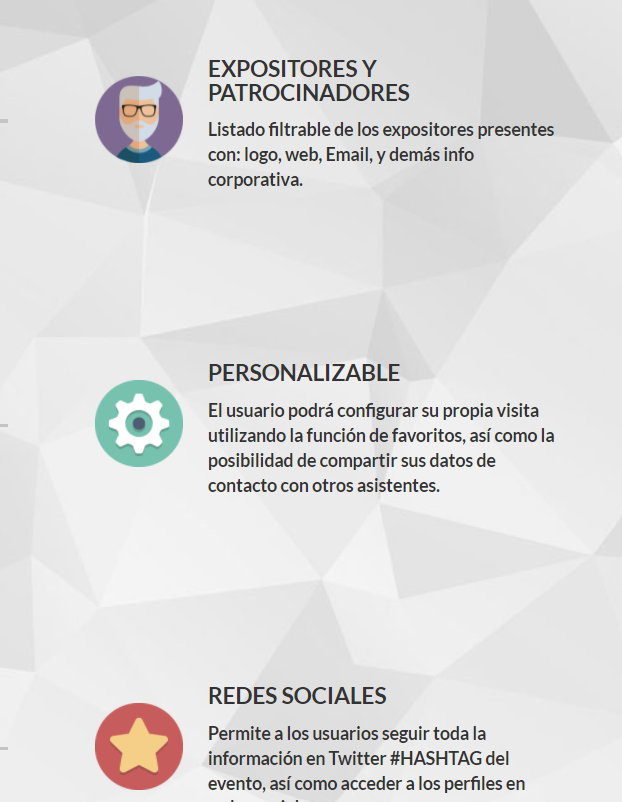 EXPOSITORES Y
PATROCINADORES
Listado filtrable de los expositores presentes
con: logo, web, Email, y demás info
corporativa.
PERSONALIZABLE
El usuario podrá configurar su propia visita
utilizando la función de favoritos, así como la
posibilidad de compartir sus datos de
contacto con otros asistentes.
REDES SOCIALES
Permite a los usuarios seguir toda la
información en Twitter #HASHTAG del
evento, así como acceder a los perfiles en